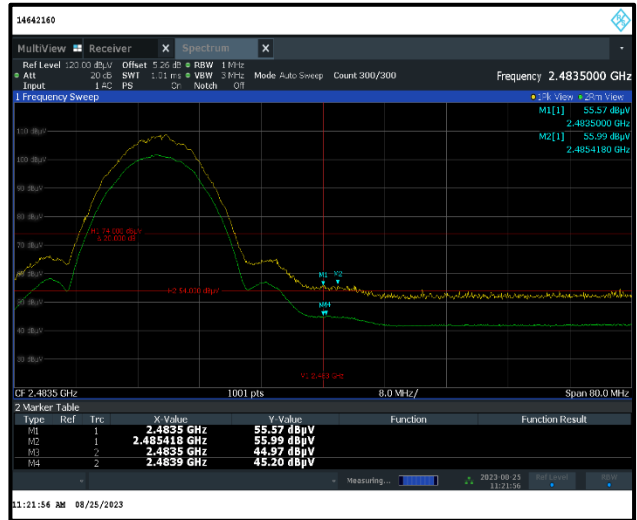 14642160
MultiView Receiver X Spectrum X
Ref Level 120.00 dBµV Offset 5.26 dB RBW 1 MHz
Att 20 dB SWT 1.01 ms VBW 3 MHz Mode Auto Sweep Count 300/300 Frequency 2.4835000 GHz
Input 1 AC PS On Notch Off
1 Frequency Sweep 1Pk View 2Rm View
M1[1] 55.57 dBµV
2.4835000 GHz
M2[1] 55.99 dBµV
2.4854180 GHz
110 dBµV
90 dBµV
80 dBµV
H1 74.000 dBµV
70 dBµV
M1 M2
H2 54.000 dBµV
50 dBµV
40 dBµV
30 dBµV
CF 2.4835 GHz 1001 pts 8.0 MHz/ Span 80.0 MHz
2 Marker Table
Type Ref Trc X-Value Y-Value Function Function Result
M1 1 2.4835 GHz 55.57 dBµV
M2 1 2.485418 GHz 55.99 dBµV
M3 2 2.4835 GHz 44.97 dBµV
M4 2 2.4839 GHz 45.20 dBµV
Measuring... 2023-08-25 Ref Level RBW
11:21:56
11:21:56 AM 08/25/2023